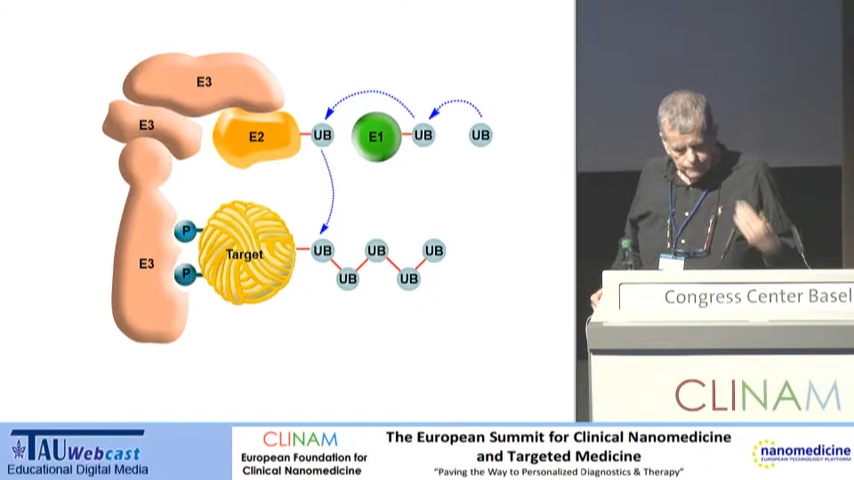 E3
E3
E2
UB
E1
UB
UB
P
Target
UB
UB
UB
E3
P
UB
UB
Congress Center Basel
CLINAM
TAU Webcast
Educational Digital Media
CLINAM
European Foundation for
Clinical Nanomedicine
The European Summit for Clinical Nanomedicine
and Targeted Medicine
"Paving the Way to Personalized Diagnostics & Therapy"
nanomedicine
EUROPEAN TECHNOLOGY PLATFORM